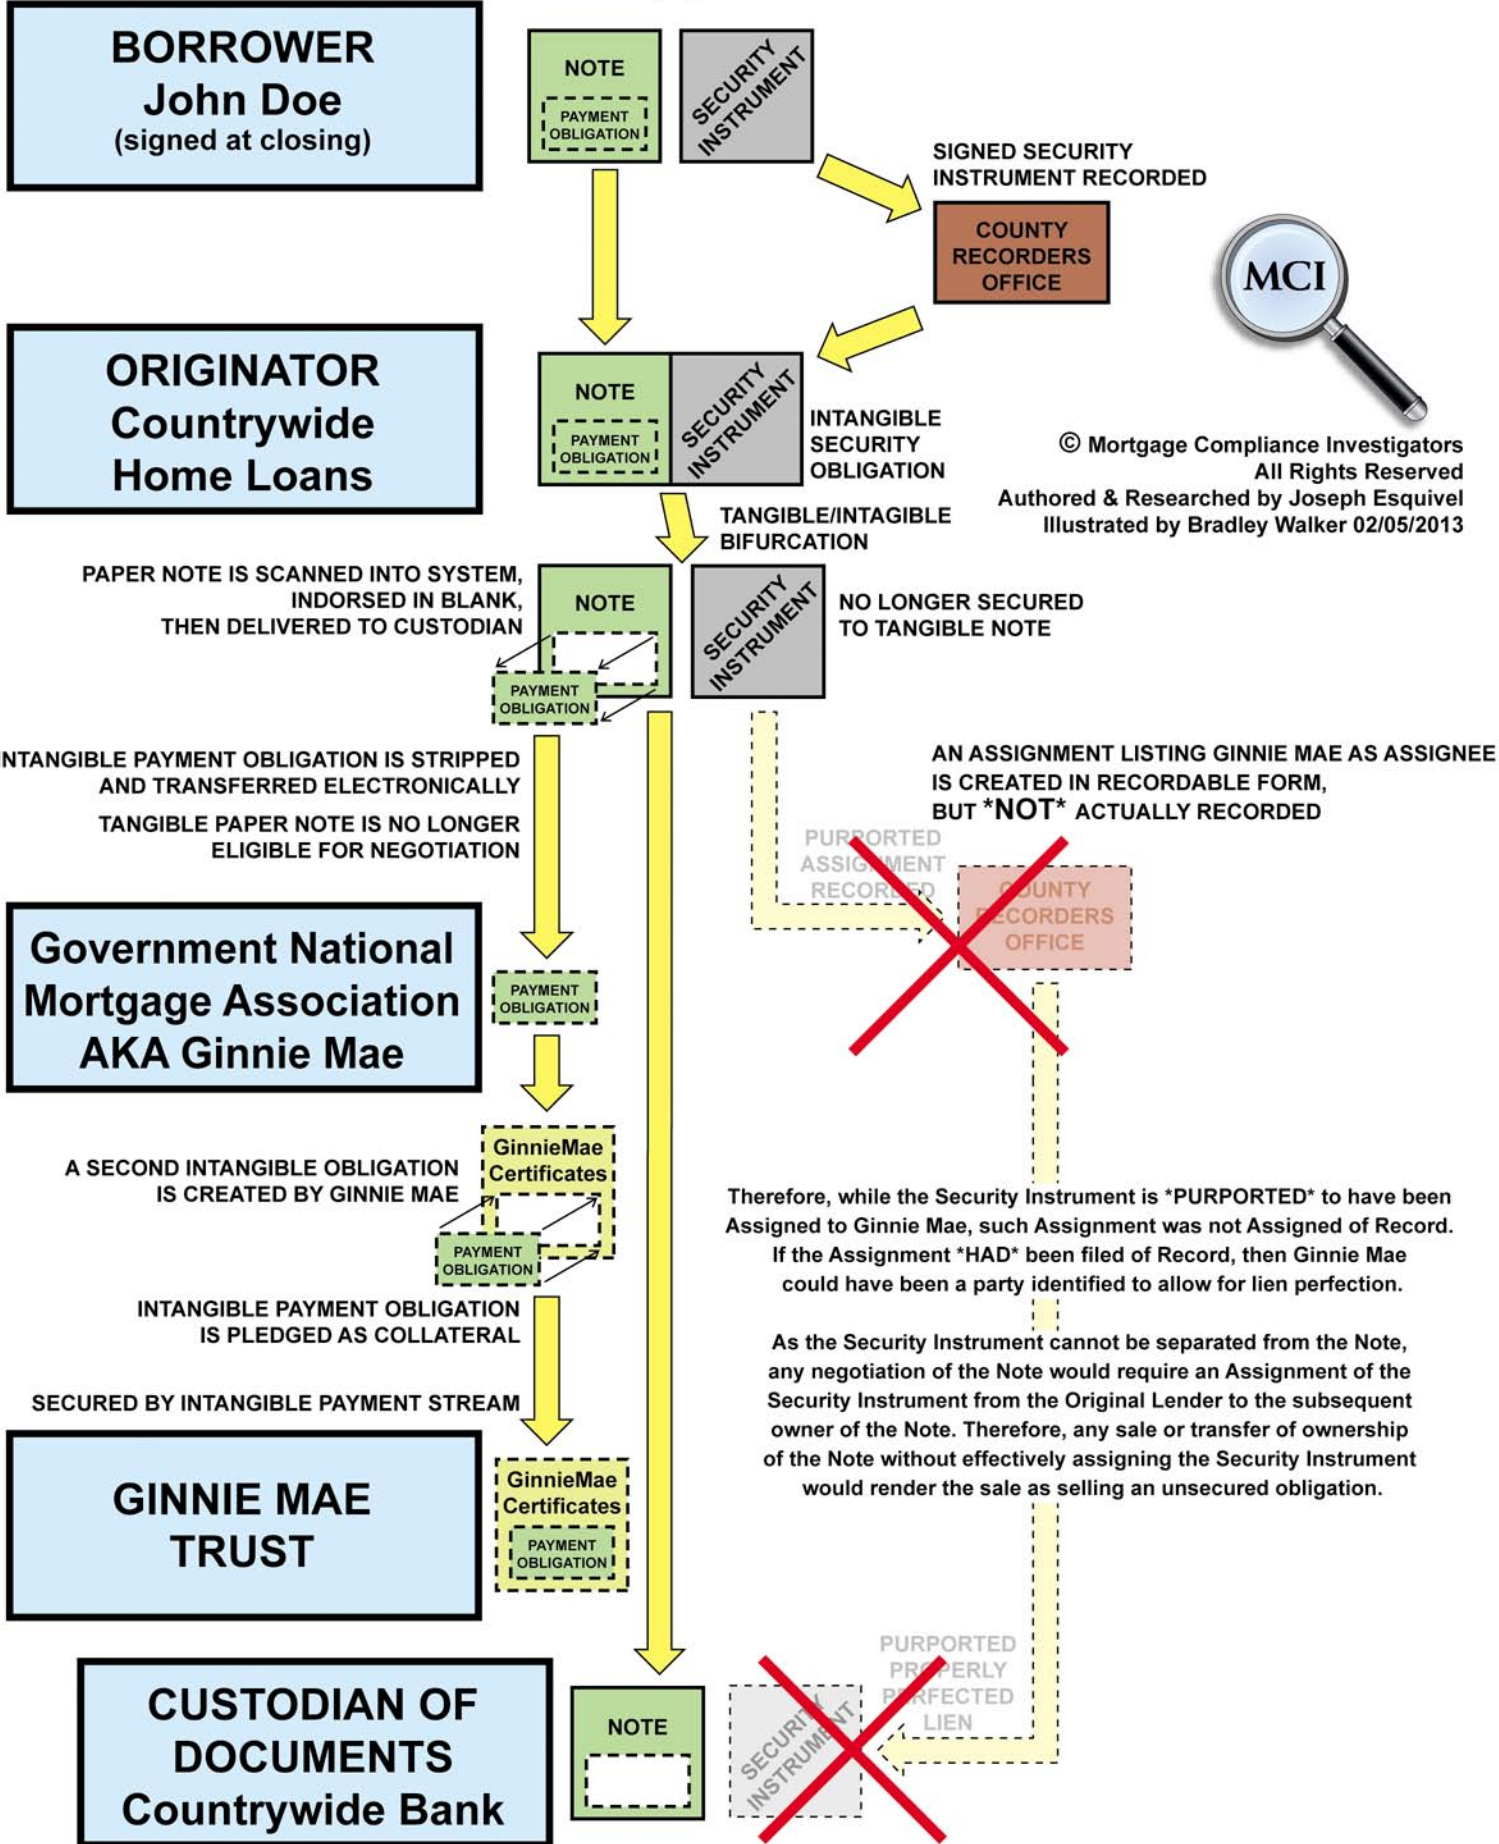 BORROWER
John Doe
(signed at closing)
NOTE
PAYMENT
OBLIGATION
SECURITY
INSTRUMENT
SIGNED SECURITY
INSTRUMENT RECORDED
COUNTY
RECORDERS
OFFICE
MCI
ORIGINATOR
Countrywide
Home Loans
NOTE
PAYMENT
OBLIGATION
SECURITY
INSTRUMENT
INTANGIBLE
SECURITY
OBLIGATION
© Mortgage Compliance Investigators
All Rights Reserved
Authored & Researched by Joseph Esquivel
Illustrated by Bradley Walker 02/05/2013
TANGIBLE/INTAGIBLE
BIFURCATION
PAPER NOTE IS SCANNED INTO SYSTEM,
INDORSED IN BLANK,
THEN DELIVERED TO CUSTODIAN
NOTE
PAYMENT
OBLIGATION
SECURITY
INSTRUMENT
NO LONGER SECURED
TO TANGIBLE NOTE
INTANGIBLE PAYMENT OBLIGATION IS STRIPPED
AND TRANSFERRED ELECTRONICALLY
TANGIBLE PAPER NOTE IS NO LONGER
ELIGIBLE FOR NEGOTIATION
AN ASSIGNMENT LISTING GINNIE MAE AS ASSIGNEE
IS CREATED IN RECORDABLE FORM,
BUT *NOT* ACTUALLY RECORDED
PURPORTED
ASSIGNMENT
RECORDED
COUNTY
RECORDERS
OFFICE
Government National
Mortgage Association
AKA Ginnie Mae
PAYMENT
OBLIGATION
A SECOND INTANGIBLE OBLIGATION
IS CREATED BY GINNIE MAE
GinnieMae
Certificates
PAYMENT
OBLIGATION
Therefore, while the Security Instrument is *PURPORTED* to have been
Assigned to Ginnie Mae, such Assignment was not Assigned of Record.
If the Assignment *HAD* been filed of Record, then Ginnie Mae
could have been a party identified to allow for lien perfection.
INTANGIBLE PAYMENT OBLIGATION
IS PLEDGED AS COLLATERAL
As the Security Instrument cannot be separated from the Note,
any negotiation of the Note would require an Assignment of the
Security Instrument from the Original Lender to the subsequent
owner of the Note. Therefore, any sale or transfer of ownership
of the Note without effectively assigning the Security Instrument
would render the sale as selling an unsecured obligation.
SECURED BY INTANGIBLE PAYMENT STREAM
GINNIE MAE
TRUST
GinnieMae
Certificates
PAYMENT
OBLIGATION
CUSTODIAN OF
DOCUMENTS
Countrywide Bank
NOTE
SECURITY
INSTRUMENT
PURPORTED
PROPERLY
PERFECTED
LIEN